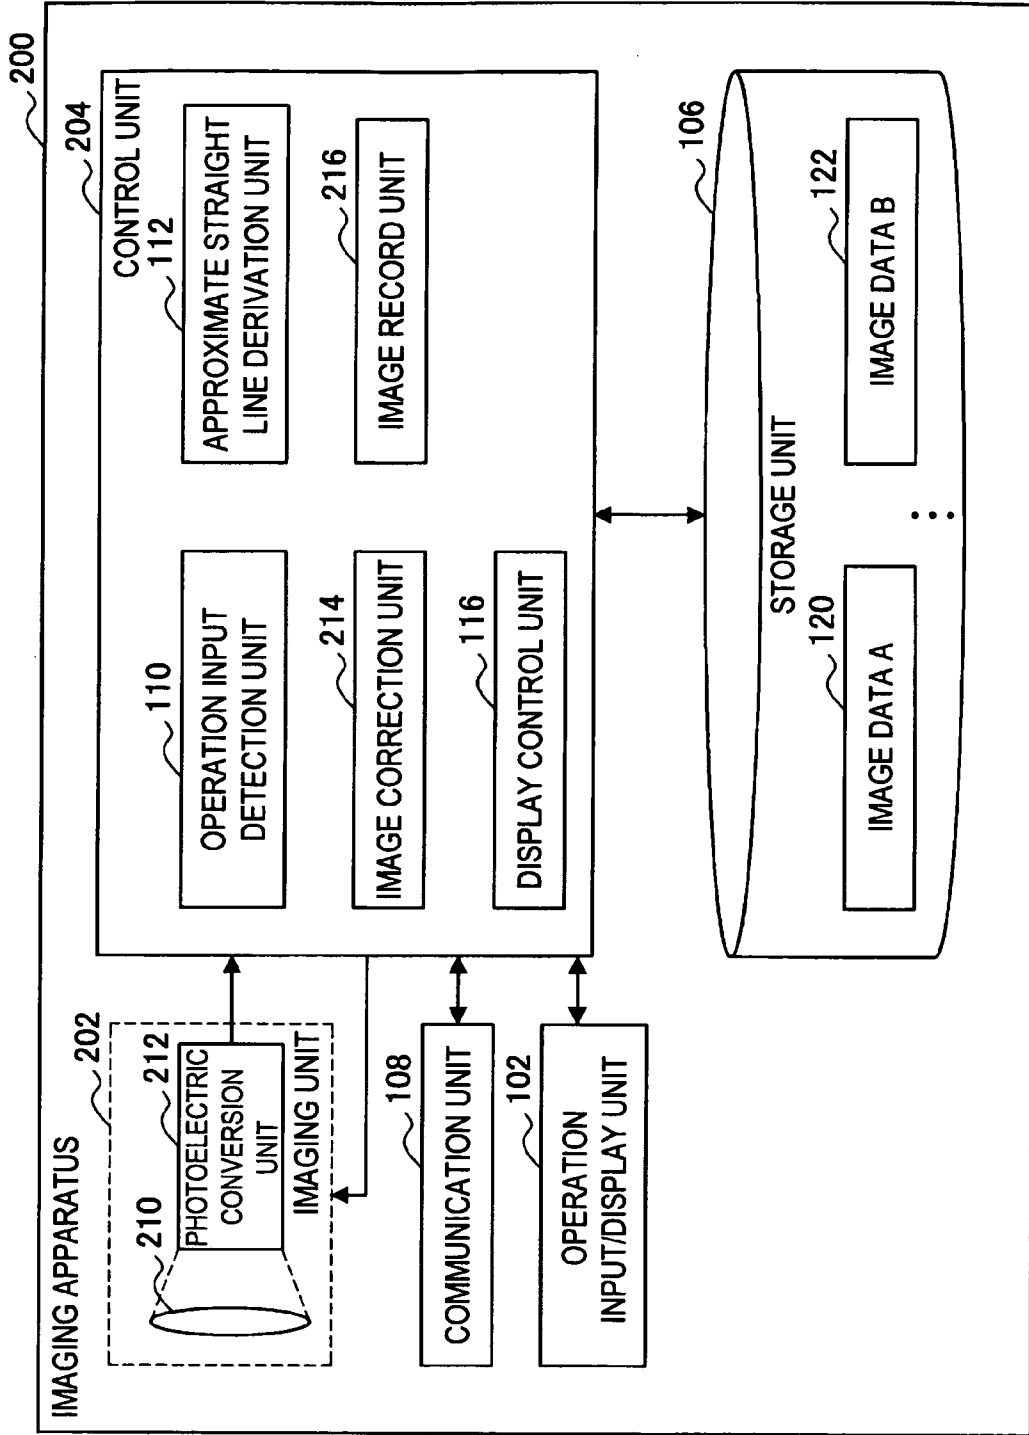 200
IMAGING APPARATUS
202
210
212
PHOTOELECTRIC
CONVERSION
UNIT
IMAGING UNIT
108
COMMUNICATION UNIT
102
OPERATION
INPUT/DISPLAY UNIT
204
CONTROL UNIT
110
OPERATION INPUT
DETECTION UNIT
112
APPROXIMATE STRAIGHT
LINE DERIVATION UNIT
214
IMAGE CORRECTION UNIT
216
IMAGE RECORD UNIT
116
DISPLAY CONTROL UNIT
106
STORAGE UNIT
120
IMAGE DATA A
...
122
IMAGE DATA B